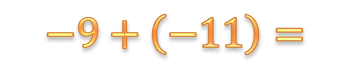 −9 + (−11) =